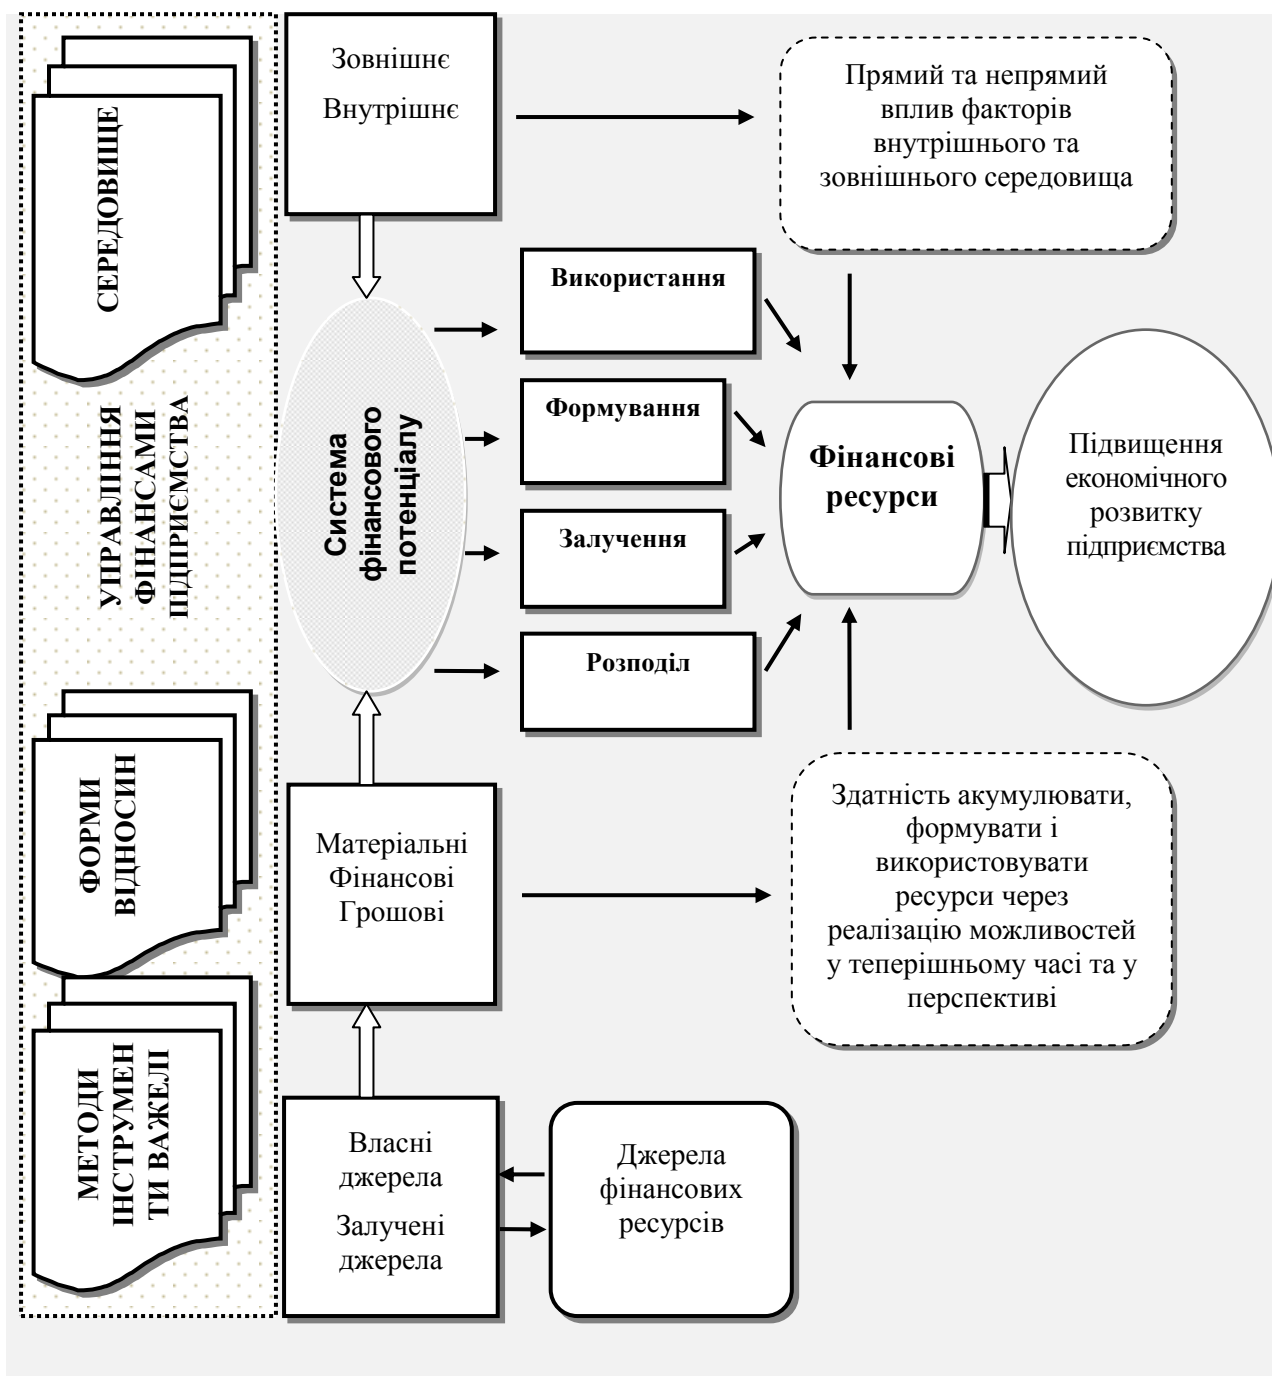 СЕРЕДОВИЩЕ
УПРАВЛІННЯ
ФІНАНСАМИ
ПІДПРИЄМСТВА
ФОРМИ
ВІДНОСИН
МЕТОДИ
ІНСТРУМЕН
ТИ ВАЖЕЛІ
Зовнішнє
Внутрішнє
Прямий та непрямий
вплив факторів
внутрішнього та
зовнішнього середовища
Система
фінансового
потенціалу
Використання
Формування
Залучення
Розподіл
Фінансові
ресурси
Підвищення
економічного
розвитку
підприємства
Матеріальні
Фінансові
Грошові
Здатність акумулювати,
формувати і
використовувати
ресурси через
реалізацію можливостей
у теперішньому часі та у
перспективі
Власні
джерела
Залучені
джерела
Джерела
фінансових
ресурсів